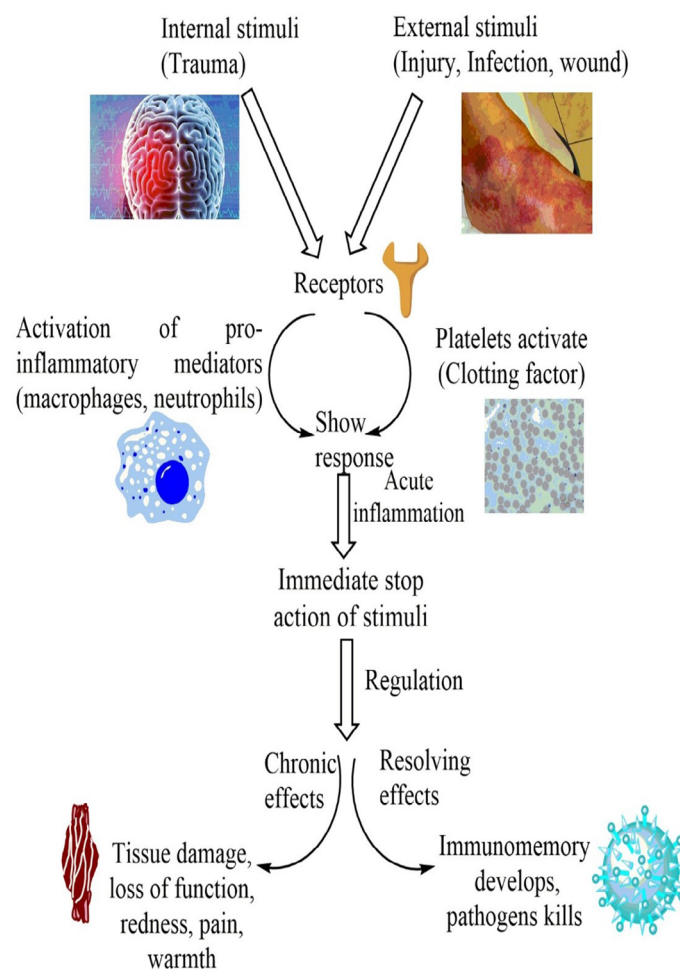 Internal stimuli
(Trauma)
External stimuli
(Injury, Infection, wound)
Receptors
Activation of pro-
inflammatory mediators
(macrophages, neutrophils)
Platelets activate
(Clotting factor)
Show
response
Acute
inflammation
Immediate stop
action of stimuli
Regulation
Chronic
effects
Resolving
effects
Tissue damage,
loss of function,
redness, pain,
warmth
Immunomemory
develops,
pathogens kills